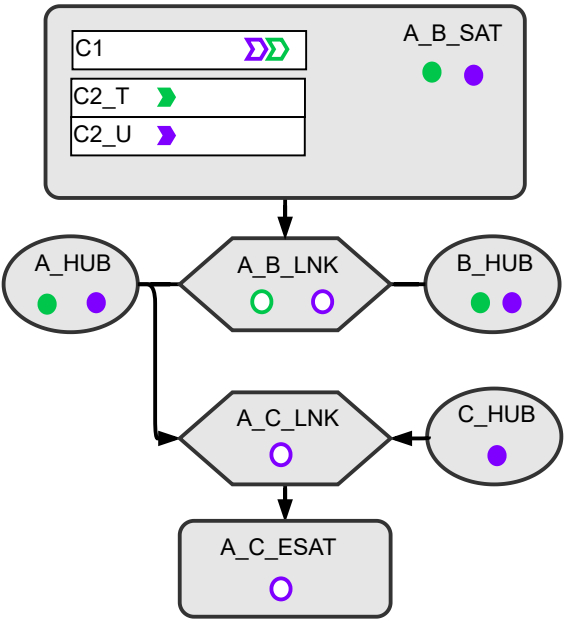 A_B_SAT
C1
C2_T
C2_U
A_HUB
A_B_LNK
B_HUB
A_C_LNK
C_HUB
A_C_ESAT